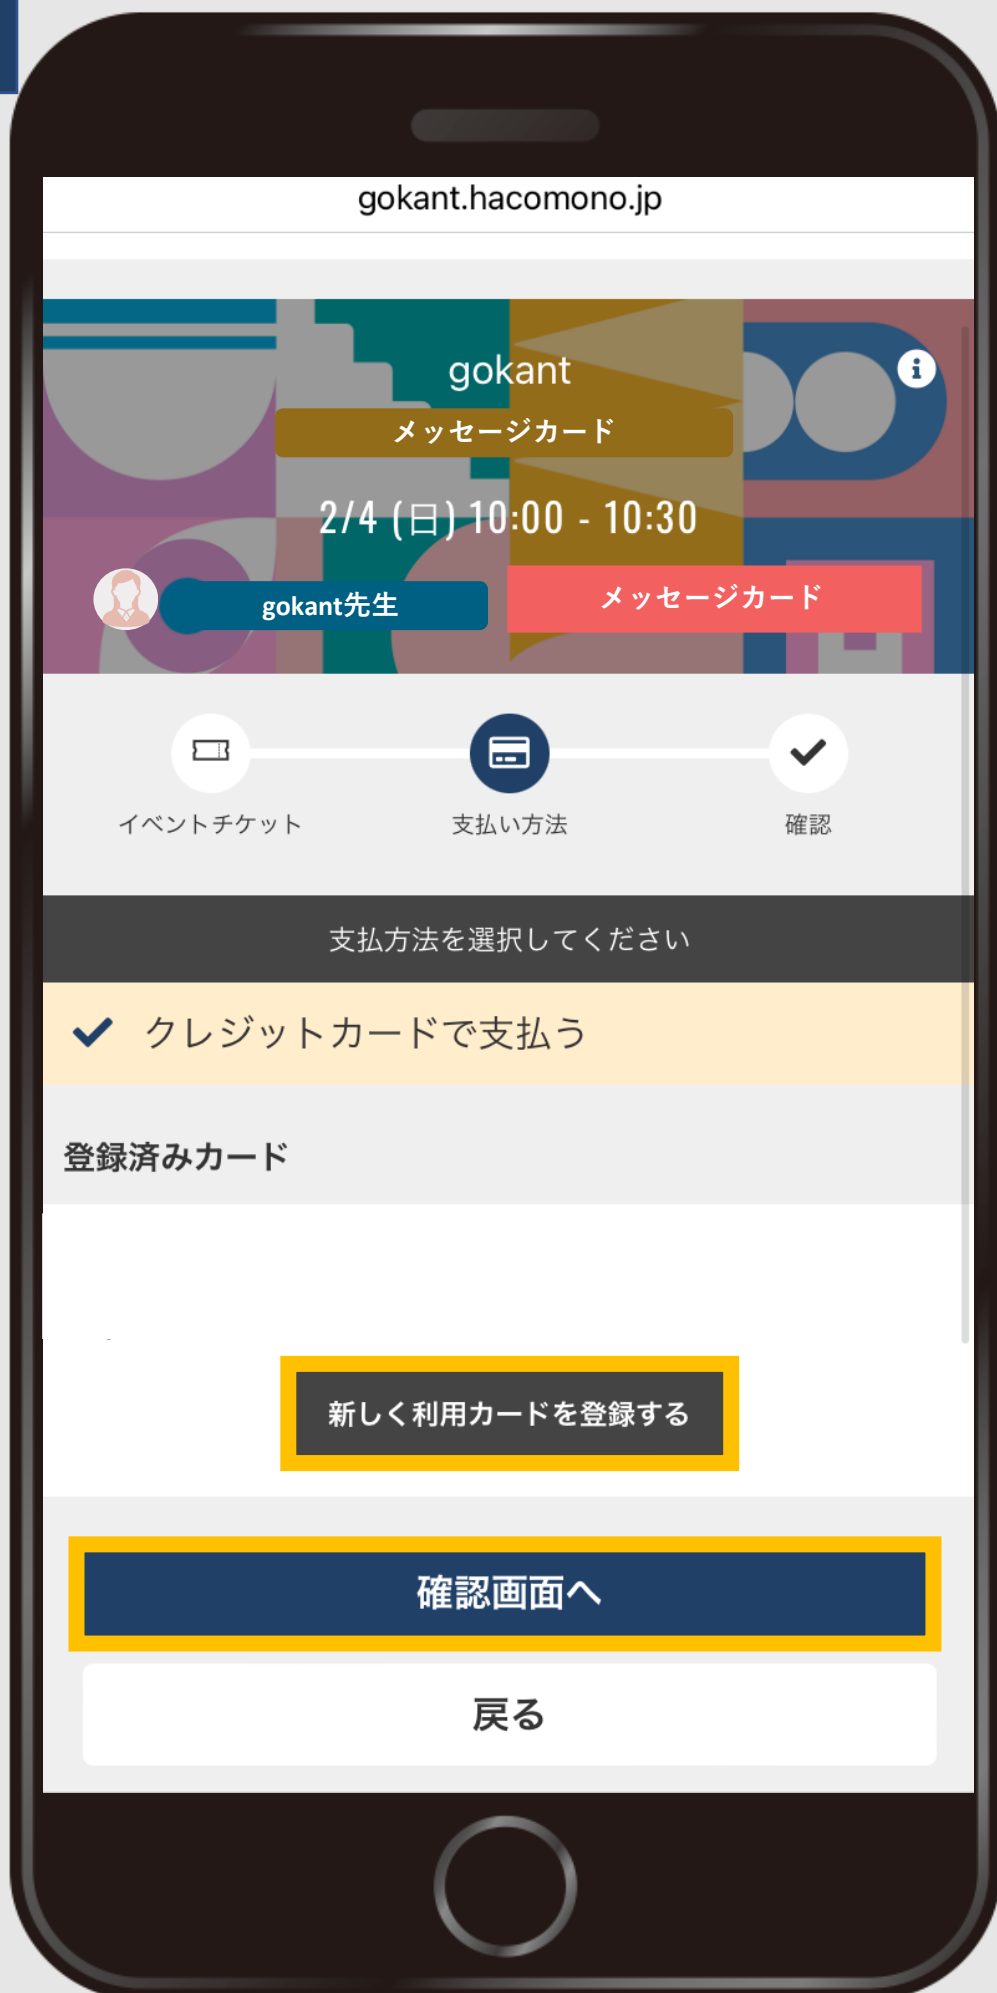 gokant.hacomono.jp
gokant
メッセージカード
2/4 (日) 10:00 - 10:30
gokant先生
メッセージカード
イベントチケット
支払い方法
確認
支払方法を選択してください
クレジットカードで支払う
登録済みカード
新しく利用カードを登録する
確認画面へ
戻る